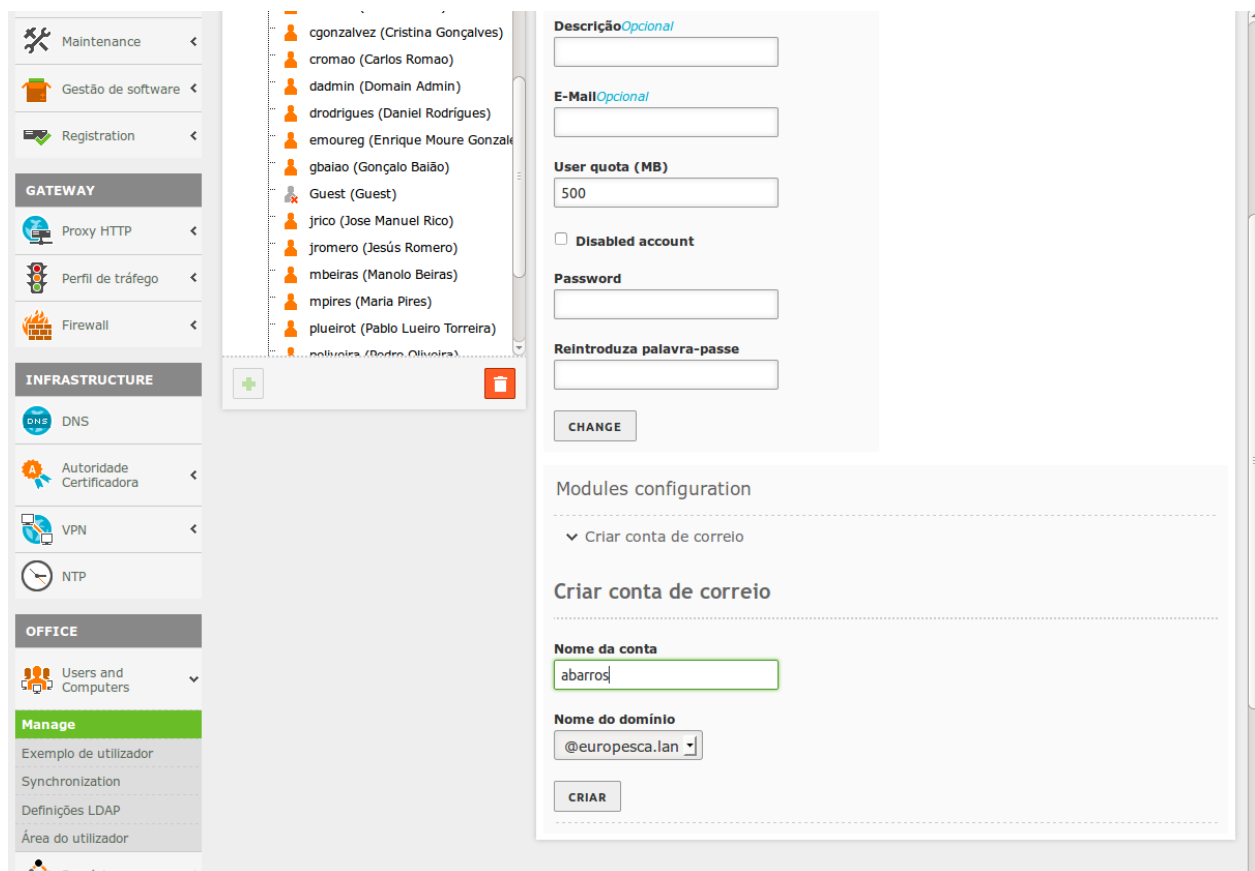 Maintenance
Gestão de software
Registration
GATEWAY
Proxy HTTP
Perfil de tráfego
Firewall
INFRASTRUCTURE
DNS
DNS
A
Autoridade
Certificadora
VPN
NTP
OFFICE
Users and
Computers
Manage
Exemplo de utilizador
Synchronization
Definições LDAP
Área do utilizador
cgonzalvez (Cristina Gonçalves)
cromao (Carlos Romao)
dadmin (Domain Admin)
drodrigues (Daniel Rodrígues)
emoureg (Enrique Moure Gonzale
gbaiao (Gonçalo Baião)
Guest (Guest)
jrico (Jose Manuel Rico)
jromero (Jesús Romero)
mbeiras (Manolo Beiras)
mpires (Maria Pires)
plueirot (Pablo Lueiro Torreira)
poliveira (Pedro Oliveira)
DescriçãoOpcional
E-MailOpcional
User quota (MB)
500
Disabled account
Password
Reintroduza palavra-passe
CHANGE
Modules configuration
Criar conta de correio
Criar conta de correio
Nome da conta
abarros
Nome do domínio
@europesca.lan
CRIAR